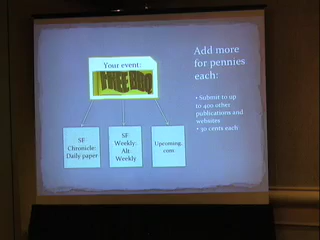 Your event:
FREE BBQ
Add more
for pennies
each:
• Submit to up
to 400 other
publications and
websites
• 30 cents each
SF
Chronicle:
Daily paper
SF
Weekly:
Alt
Weekly
Upcoming.
com